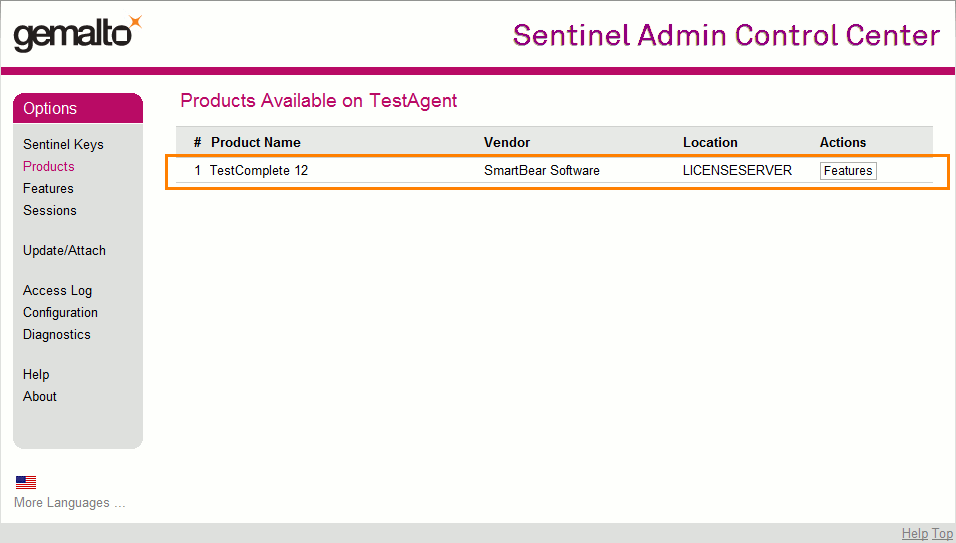 gemalto
Sentinel Admin Control Center
Options
Sentinel Keys
Products
Features
Sessions
Update/Attach
Access Log
Configuration
Diagnostics
Help
About
More Languages ...
Products Available on TestAgent
# Product Name Vendor Location Actions
1 TestComplete 12 SmartBear Software LICENSESERVER Features
Help Top